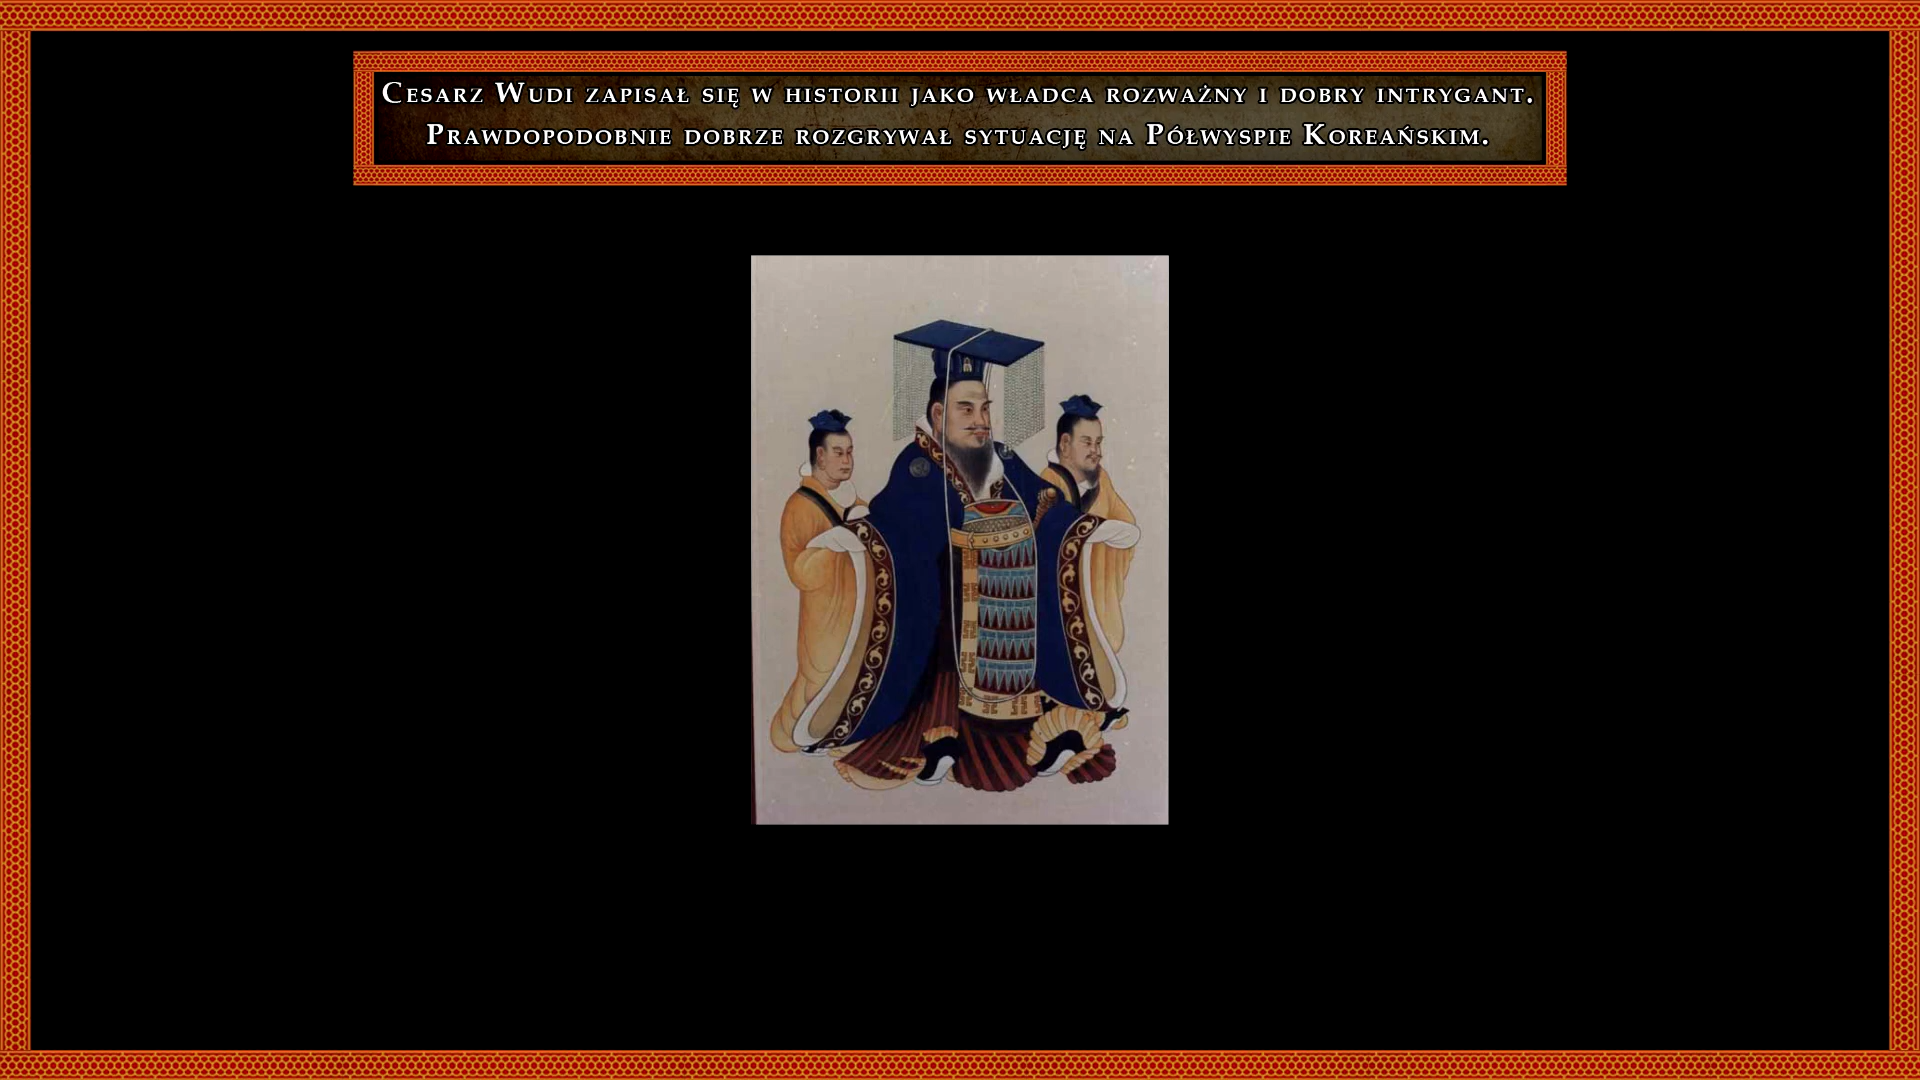 Cesarz Wudi zapisał się w historii jako władca rozważny i dobry intrygant.
Prawdopodobnie dobrze rozgrywał sytuację na Półwyspie Koreańskim.